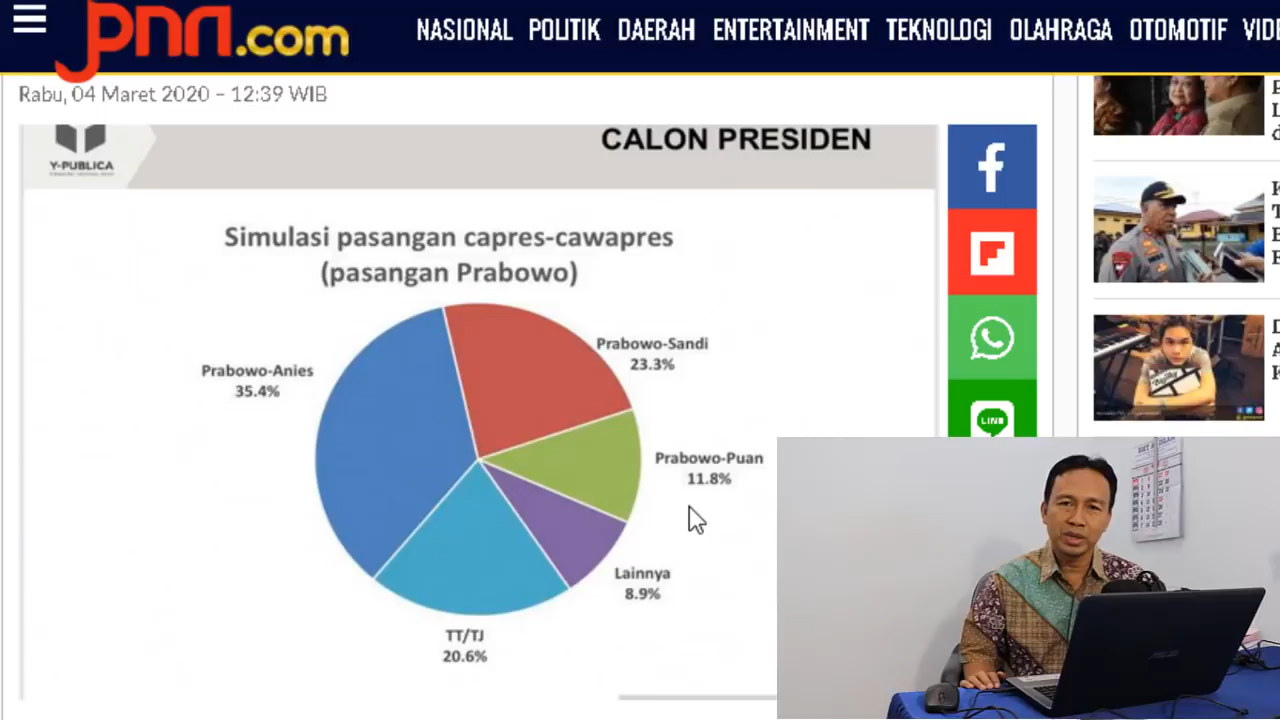 JPNN.com
NASIONAL POLITIK DAERAH ENTERTAINMENT TEKNOLOGI OLAHRAGA OTOMOTIF
Rabu, 04 Maret 2020 – 12:39 WIB
Y-PUBLICA
CALON PRESIDEN
Simulasi pasangan capres-cawapres
(pasangan Prabowo)
Prabowo-Anies
35.4%
Prabowo-Sandi
23.3%
Prabowo-Puan
11.8%
Lainnya
8.9%
TT/TJ
20.6%
LINE
ASUS